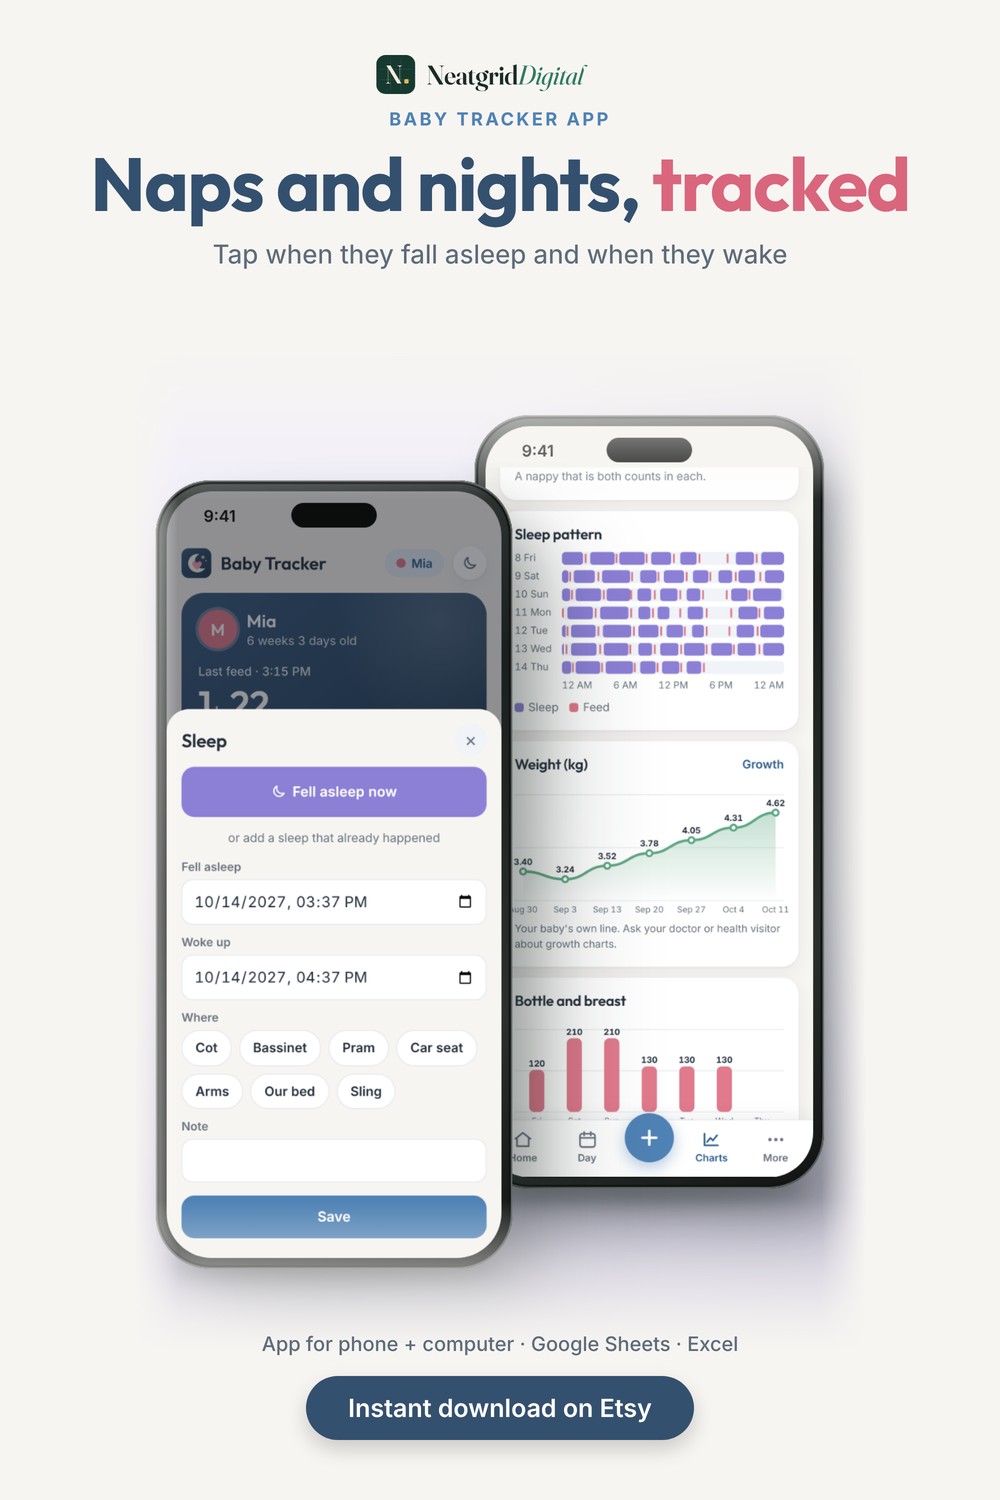 N. NeatgridDigital
BABY TRACKER APP
Naps and nights, tracked
Tap when they fall asleep and when they wake
9:41
Baby Tracker
Mia
M
Mia
6 weeks 3 days old
Last feed · 3:15 PM
Sleep
Fell asleep now
or add a sleep that already happened
Fell asleep
10/14/2027, 03:37 PM
Woke up
10/14/2027, 04:37 PM
Where
Cot
Bassinet
Pram
Car seat
Arms
Our bed
Sling
Note
Save
9:41
A nappy that is both counts in each.
Sleep pattern
8 Fri
9 Sat
10 Sun
11 Mon
12 Tue
13 Wed
14 Thu
12 AM 6 AM 12 PM 6 PM 12 AM
Sleep Feed
Weight (kg) Growth
3.40 3.24 3.52 3.78 4.05 4.31 4.62
Sep 3 Sep 13 Sep 20 Sep 27 Oct 4 Oct 11
Your baby's own line. Ask your doctor or health visitor
about growth charts.
Bottle and breast
120 210 210 130 130 130
Day
Charts
More
App for phone + computer · Google Sheets · Excel
Instant download on Etsy